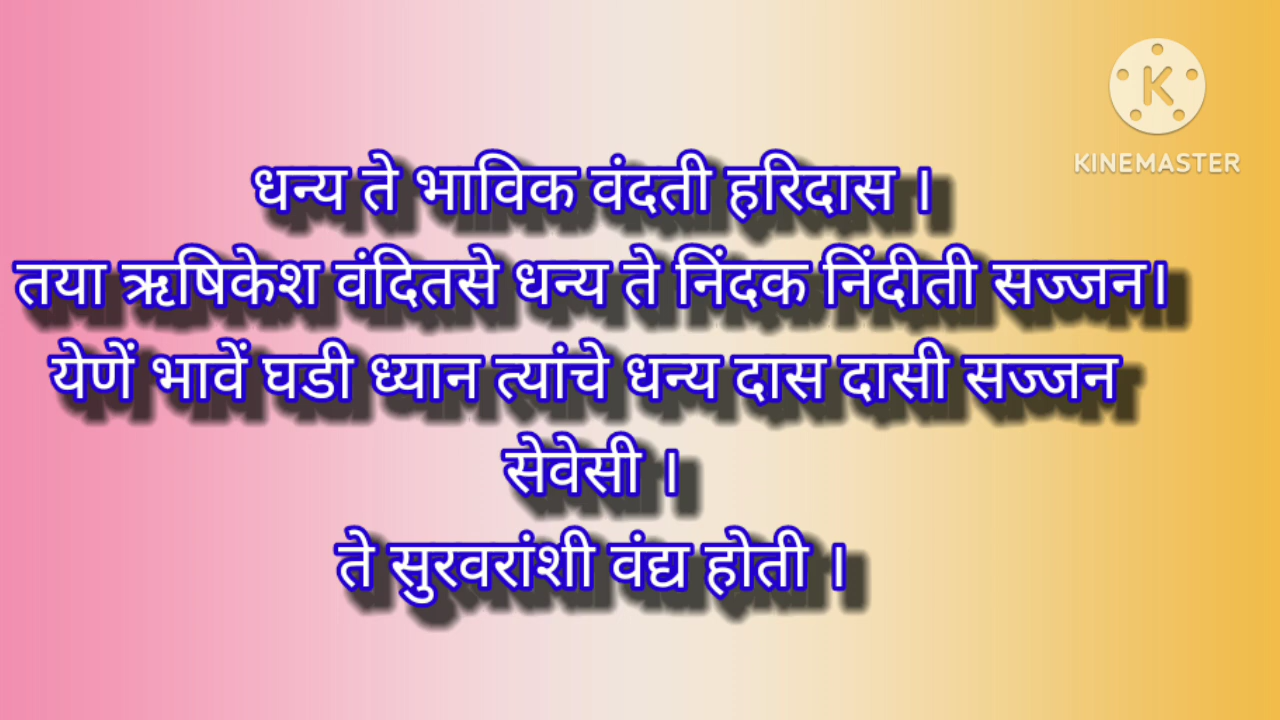 KINEMASTER
धन्य ते भाविक वंदती हरिदास ।
तया ऋषिकेश वंदितसे धन्य ते निंदक निंदीती सज्जन।
येणें भावें घडी ध्यान त्यांचे धन्य दास दासी सज्जन
सेवेसी ।
ते सुरवरांशी वंद्य होती ।